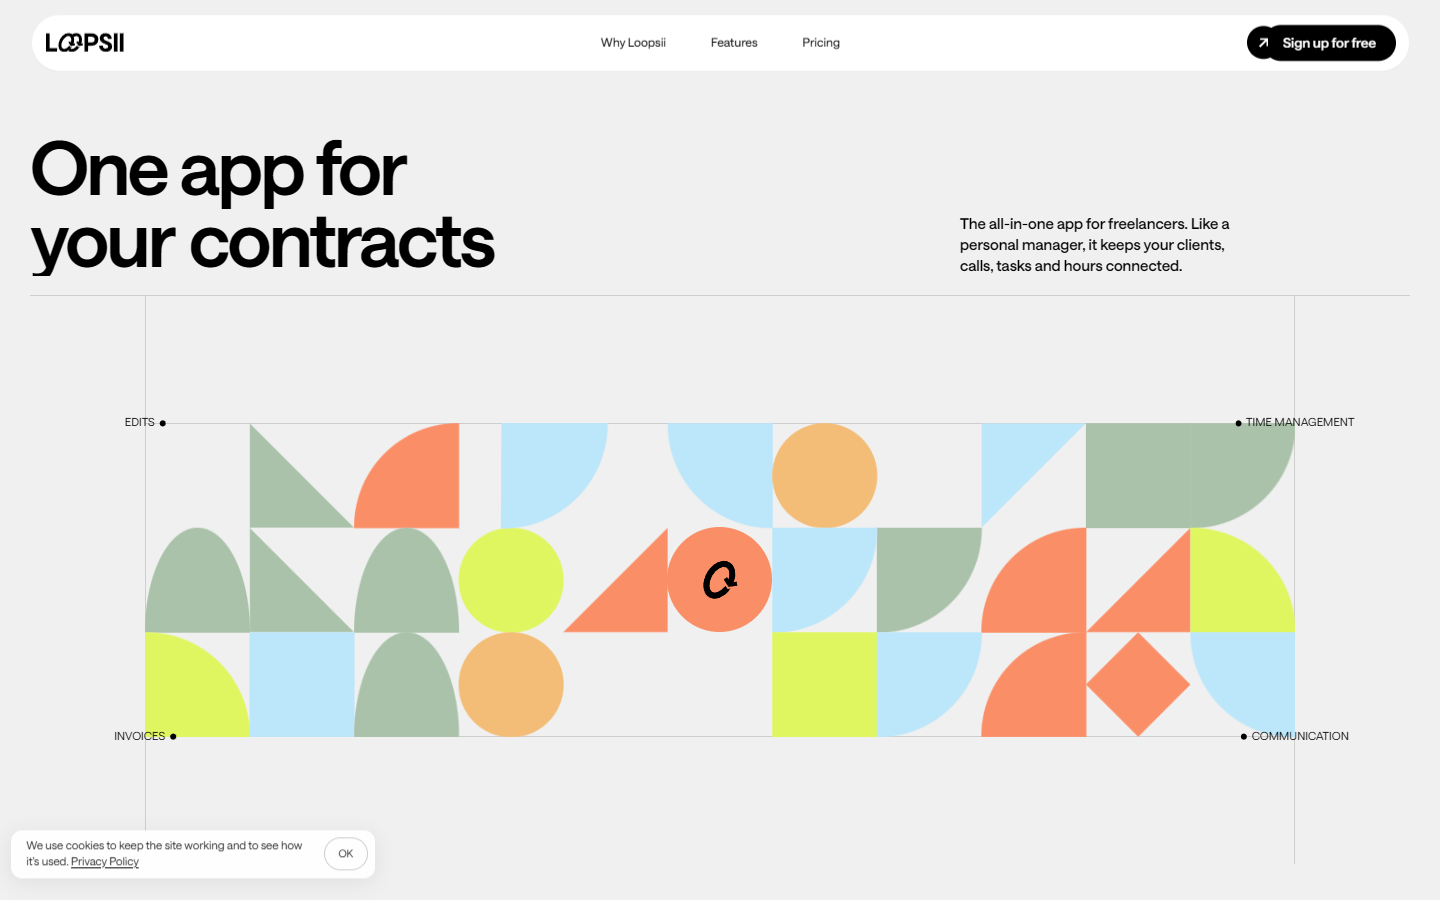 LOOPSII
Why Loopsii
Features
Pricing
Sign up for free
One app for
your contracts
The all-in-one app for freelancers. Like a
personal manager, it keeps your clients,
calls, tasks and hours connected.
EDITS
TIME MANAGEMENT
INVOICES
COMMUNICATION
We use cookies to keep the site working and to see how
it's used. Privacy Policy
OK